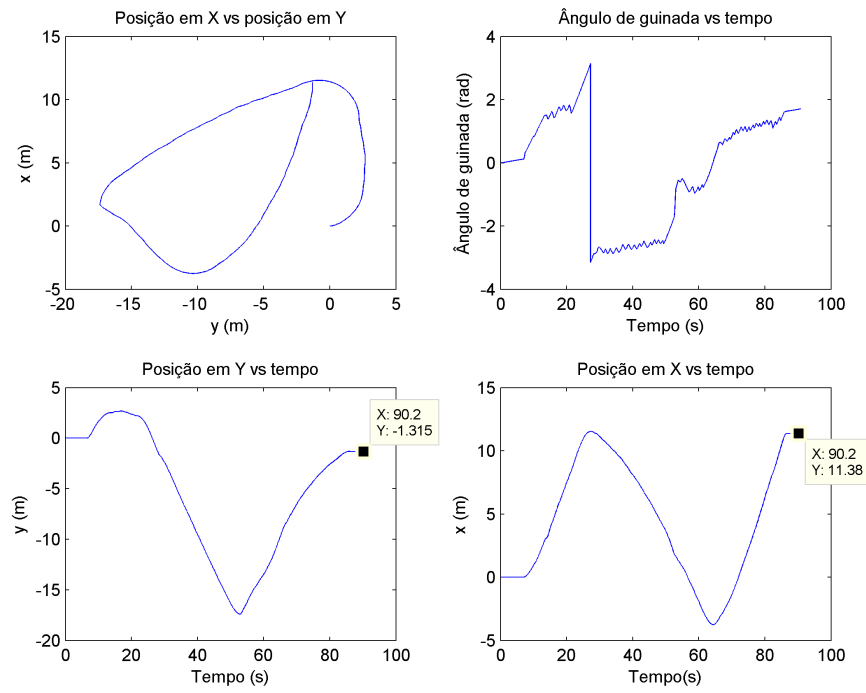 Posição em X vs posição em Y
15
10
5
0
-5
x (m)
-20 -15 -10 -5 0 5
y (m)
Ângulo de guinada vs tempo
4
2
0
-2
-4
Ângulo de guinada (rad)
0 20 40 60 80 100
Tempo (s)
Posição em Y vs tempo
5
0
-5
-10
-15
-20
y (m)
X: 90.2
Y: -1.315
0 20 40 60 80 100
Tempo (s)
Posição em X vs tempo
15
10
5
0
-5
x (m)
X: 90.2
Y: 11.38
0 20 40 60 80 100
Tempo(s)